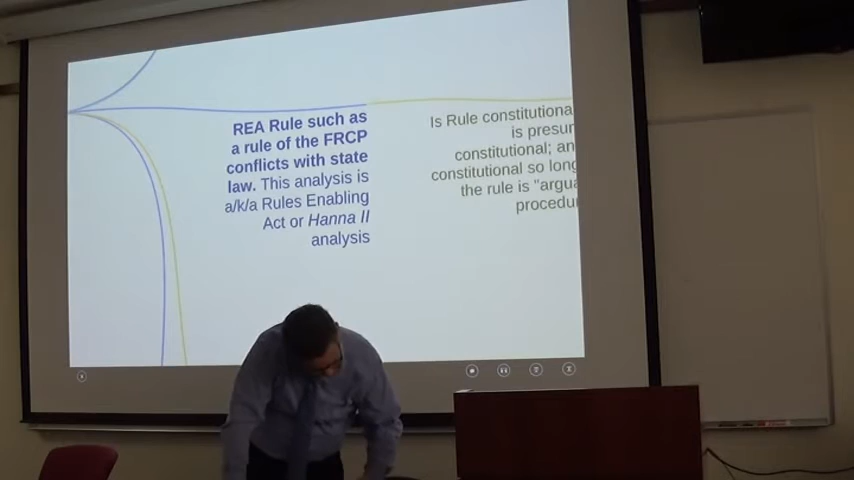 REA Rule such as
a rule of the FRCP
conflicts with state
law. This analysis is
a/k/a Rules Enabling
Act or Hanna II
analysis
Is Rule constitutiona
is presu
constitutional; an
constitutional so long
the rule is "argua
procedu